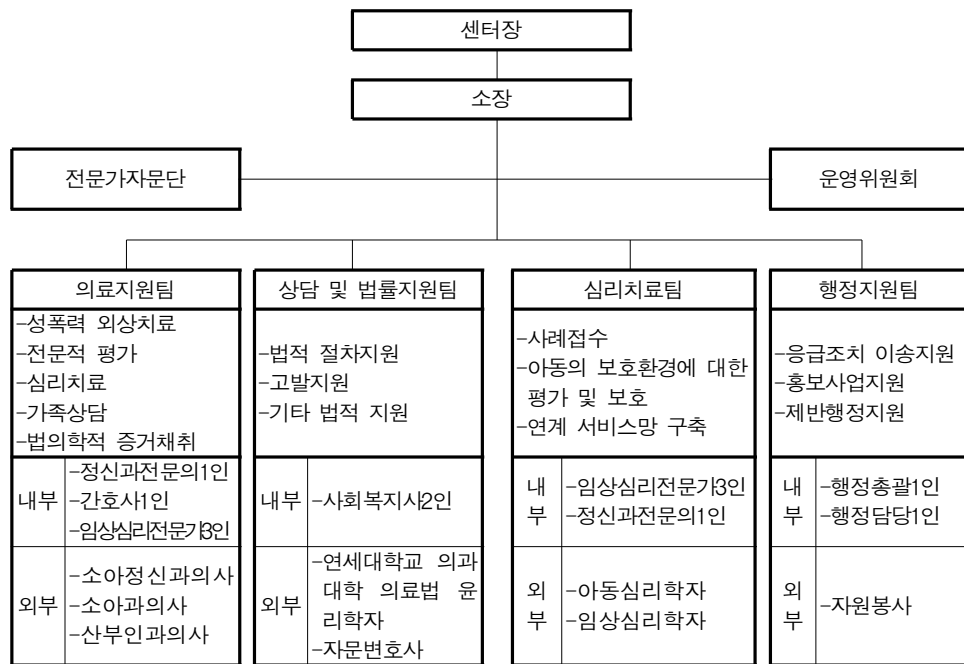 센터장
소장
전문가자문단
운영위원회
의료지원팀
-성폭력 외상치료
-전문적 평가
-심리치료
-가족상담
-법의학적 증거채취
내부
-정신과전문의1인
-간호사1인
-임상심리전문가3인
외부
-소아정신과의사
-소아과의사
-산부인과의사
상담 및 법률지원팀
-법적 절차지원
-고발지원
-기타 법적 지원
내부
-사회복지사2인
외부
-연세대학교 의과
대학 의료법 윤
리학자
-자문변호사
심리치료팀
-사례접수
-아동의 보호환경에 대한
평가 및 보호
-연계 서비스망 구축
내
부
-임상심리전문가3인
-정신과전문의1인
외
부
-아동심리학자
-임상심리학자
행정지원팀
-응급조치 이송지원
-홍보사업지원
-제반행정지원
내
부
-행정총괄1인
-행정담당1인
외
부
-자원봉사